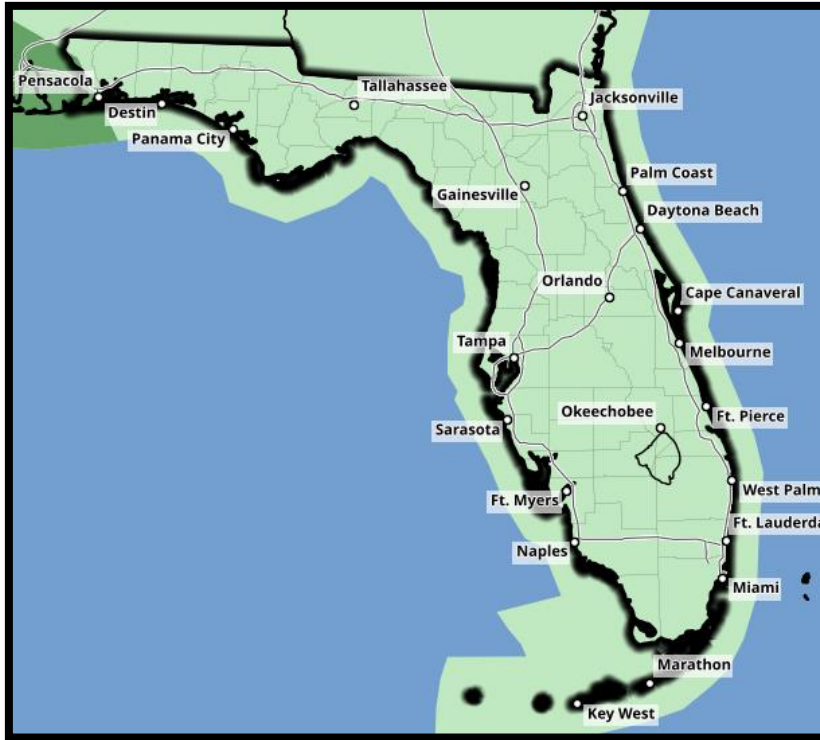 Pensacola
Tallahassee
Destin
Jacksonville
Panama City
Palm Coast
Gainesville
Daytona Beach
Orlando
Cape Canaveral
Tampa
Melbourne
Okeechobee
Ft. Pierce
Sarasota
West Palm
Ft. Myers
Ft. Lauderda
Naples
Miami
Marathon
Key West